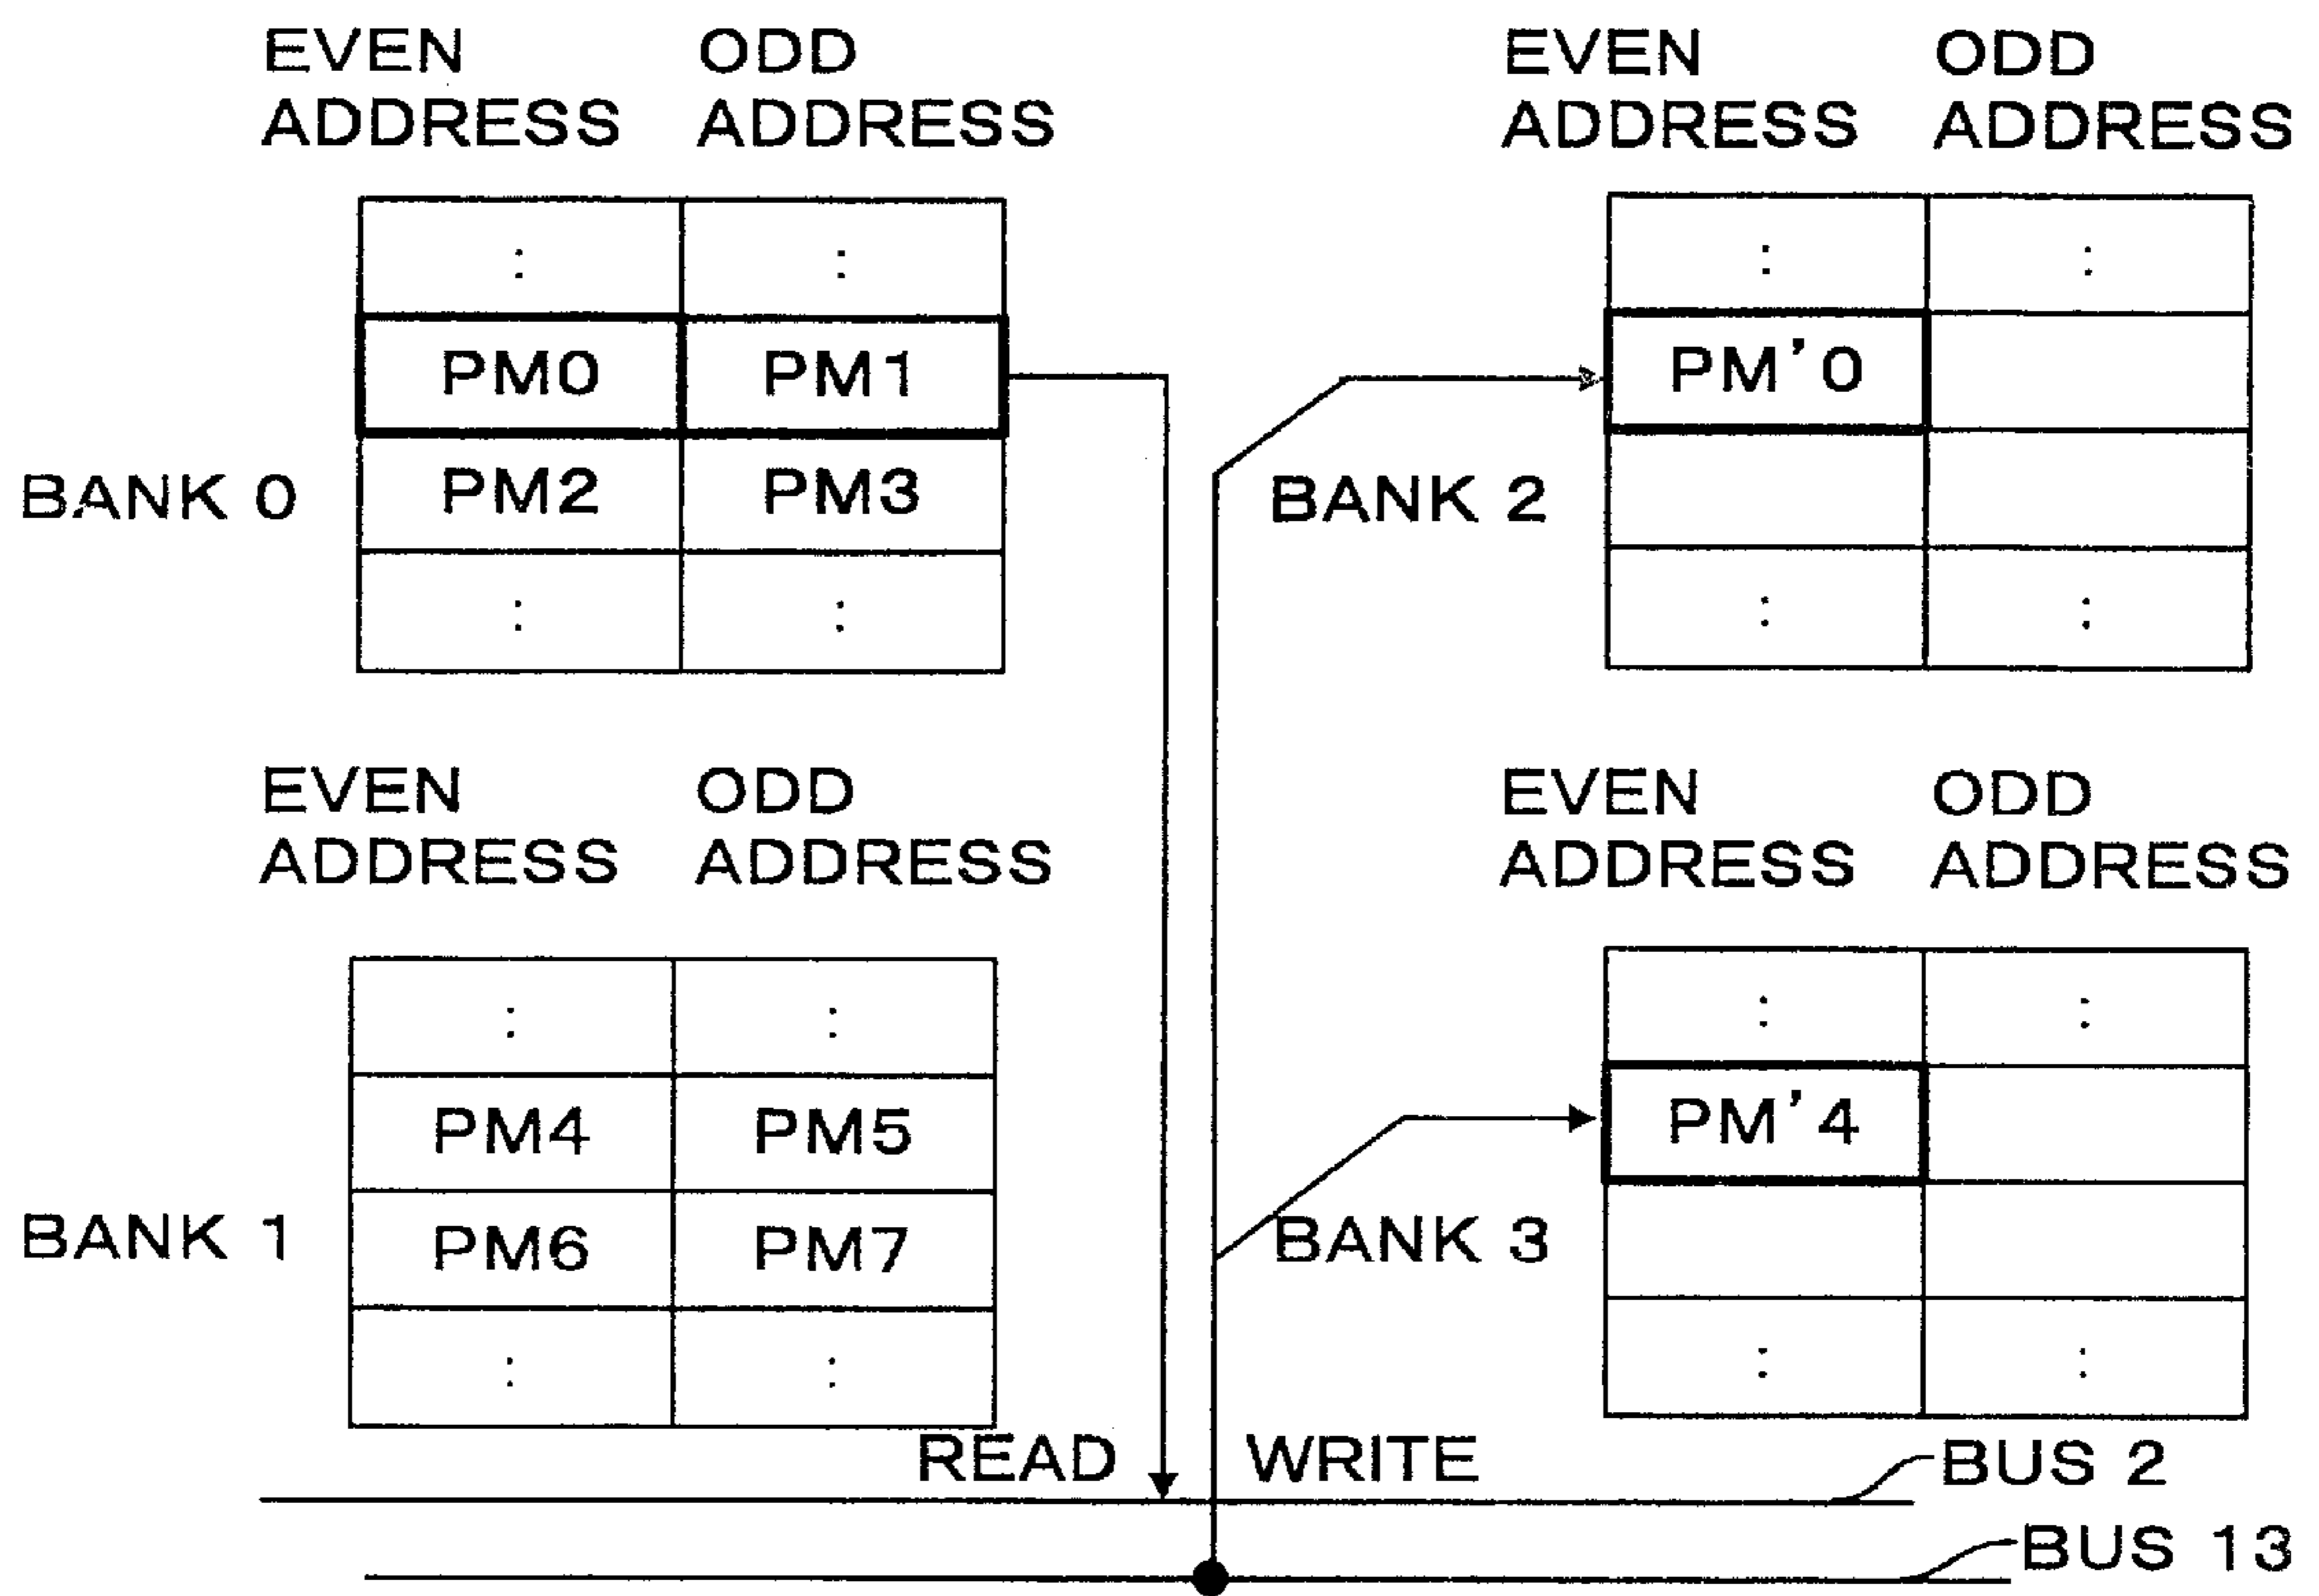 EVEN ADDRESS
ODD ADDRESS
EVEN ADDRESS
ODD ADDRESS
:
:
:
:
PM0
PM1
PM'0
BANK 0
PM2
PM3
BANK 2
:
:
:
:
EVEN ADDRESS
ODD ADDRESS
EVEN ADDRESS
ODD ADDRESS
:
:
:
:
PM4
PM5
PM'4
BANK 1
PM6
PM7
BANK 3
:
:
:
:
READ
WRITE
BUS 2
BUS 13